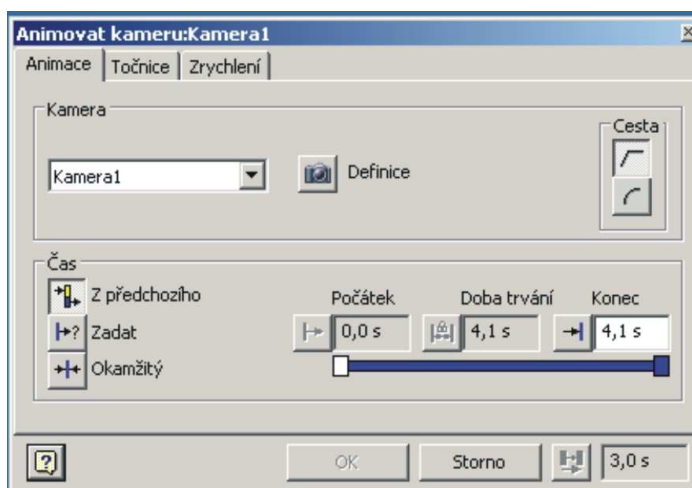 Animovat kameru:Kamera1
Animace Točnice Zrychlení
Kamera
Cesta
Kamera1 Definice
Čas
Z předchozího Počátek Doba trvání Konec
Zadat 0,0 s 4,1 s 4,1 s
Okamžitý
OK Storno 3,0 s